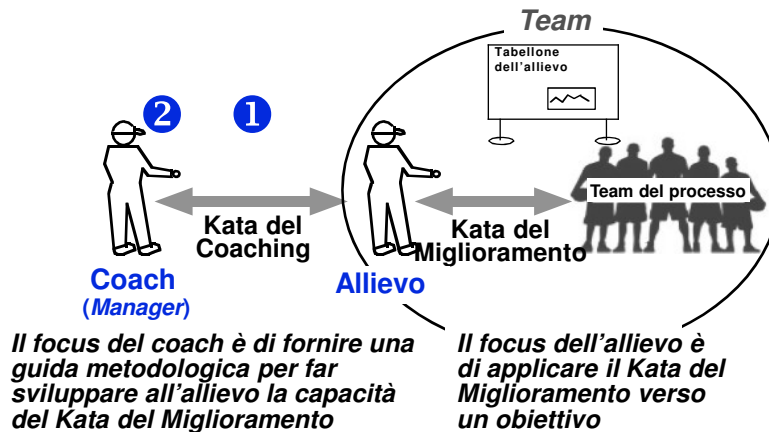 Team
Tabellone
dell'allievo
❷ ❶
Team del processo
Kata del
Coaching
Kata del
Miglioramento
Coach
(Manager)
Allievo
Il focus del coach è di fornire una
guida metodologica per far
sviluppare all'allievo la capacità
del Kata del Miglioramento
Il focus dell'allievo è
di applicare il Kata del
Miglioramento verso
un obiettivo